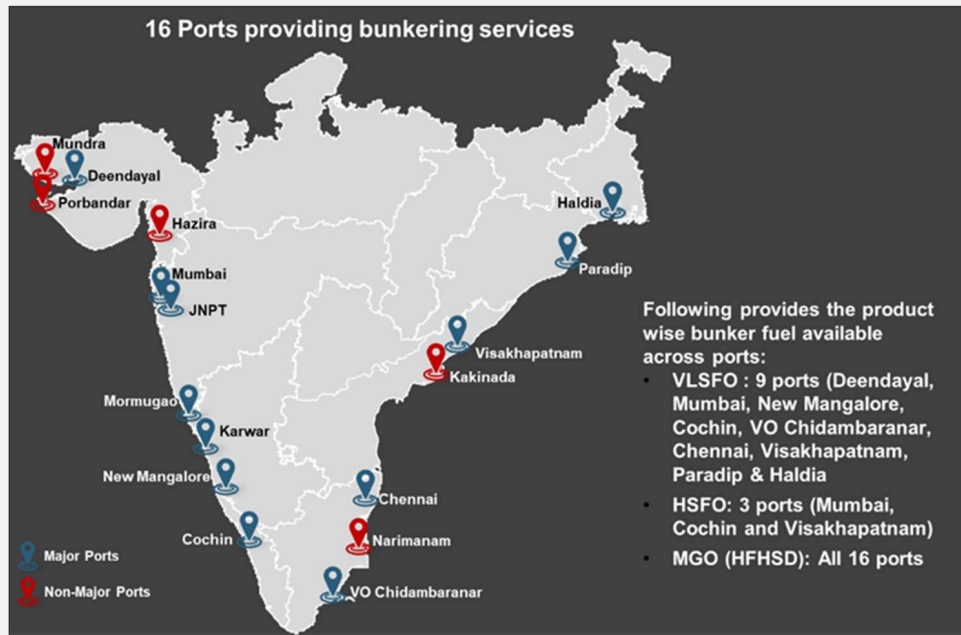 16 Ports providing bunkering services
Mundra
Deendayal
Porbandar
Hazira
Mumbai
JNPT
Haldia
Paradip
Visakhapatnam
Kakinada
Mormugao
Karwar
New Mangalore
Chennai
Cochin
Narimanam
VO Chidambaranar
Major Ports
Non-Major Ports
Following provides the product
wise bunker fuel available
across ports:
• VLSFO : 9 ports (Deendayal,
Mumbai, New Mangalore,
Cochin, VO Chidambaranar,
Chennai, Visakhapatnam,
Paradip & Haldia
• HSFO: 3 ports (Mumbai,
Cochin and Visakhapatnam)
• MGO (HFHSD): All 16 ports